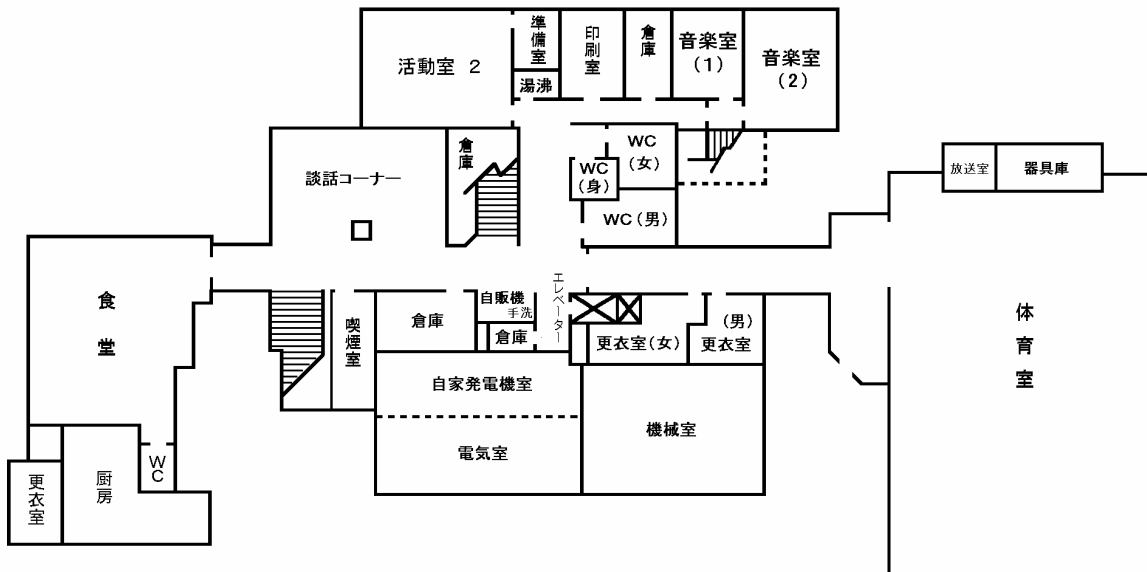 活動室 2
準備室
湯沸
印刷室
倉庫
音楽室
(1)
音楽室
(2)
談話コーナー
倉庫
WC
(女)
WC
(身)
WC(男)
放送室
器具庫
食堂
喫煙室
倉庫
自販機
手洗
倉庫
エレベーター
更衣室(女)
(男)
更衣室
体育室
自家発電機室
電気室
機械室
更衣室
厨房
WC